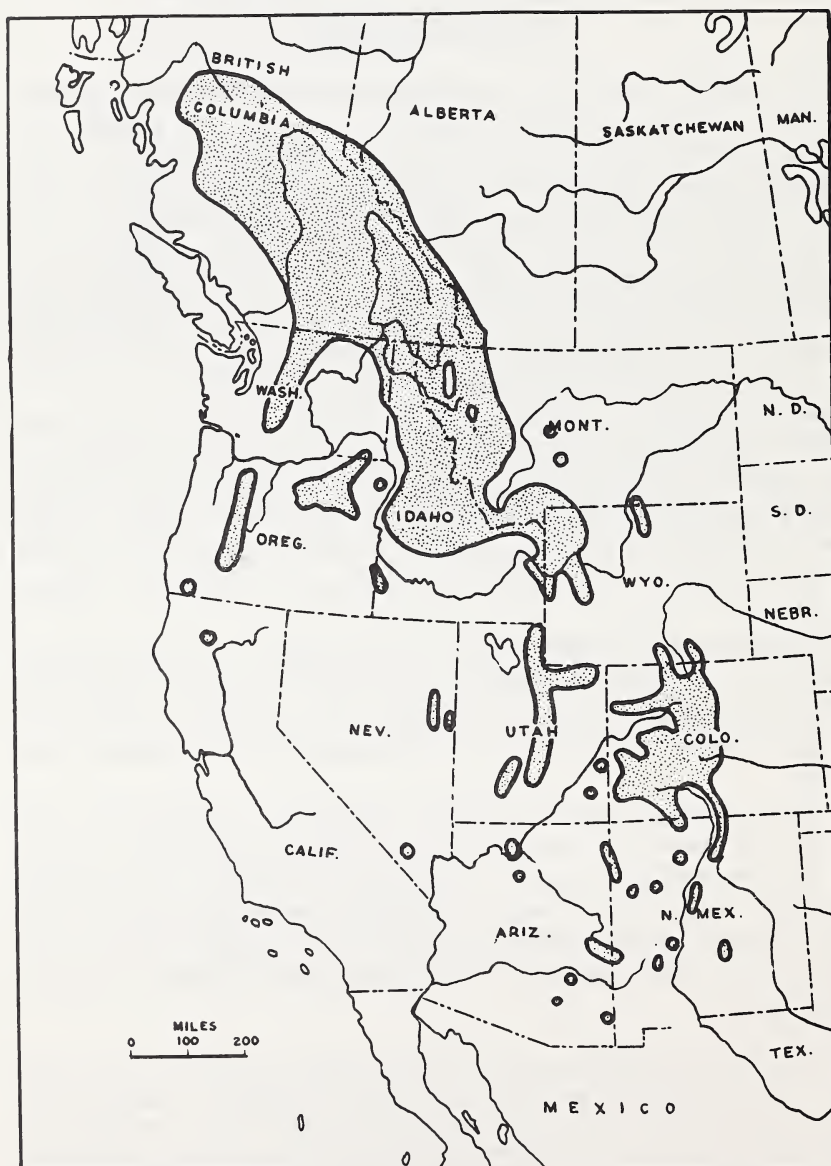 BRITISH
COLUMBIA
ALBERTA
SASKATCHEWAN
MAN.
WASH.
MONT.
N. D.
IDAHO
S. D.
OREG.
WYO.
NEBR.
NEV.
UTAH
COLO.
CALIF.
ARIZ.
N. MEX.
MILES
0 100 200
TEX.
MEXICO